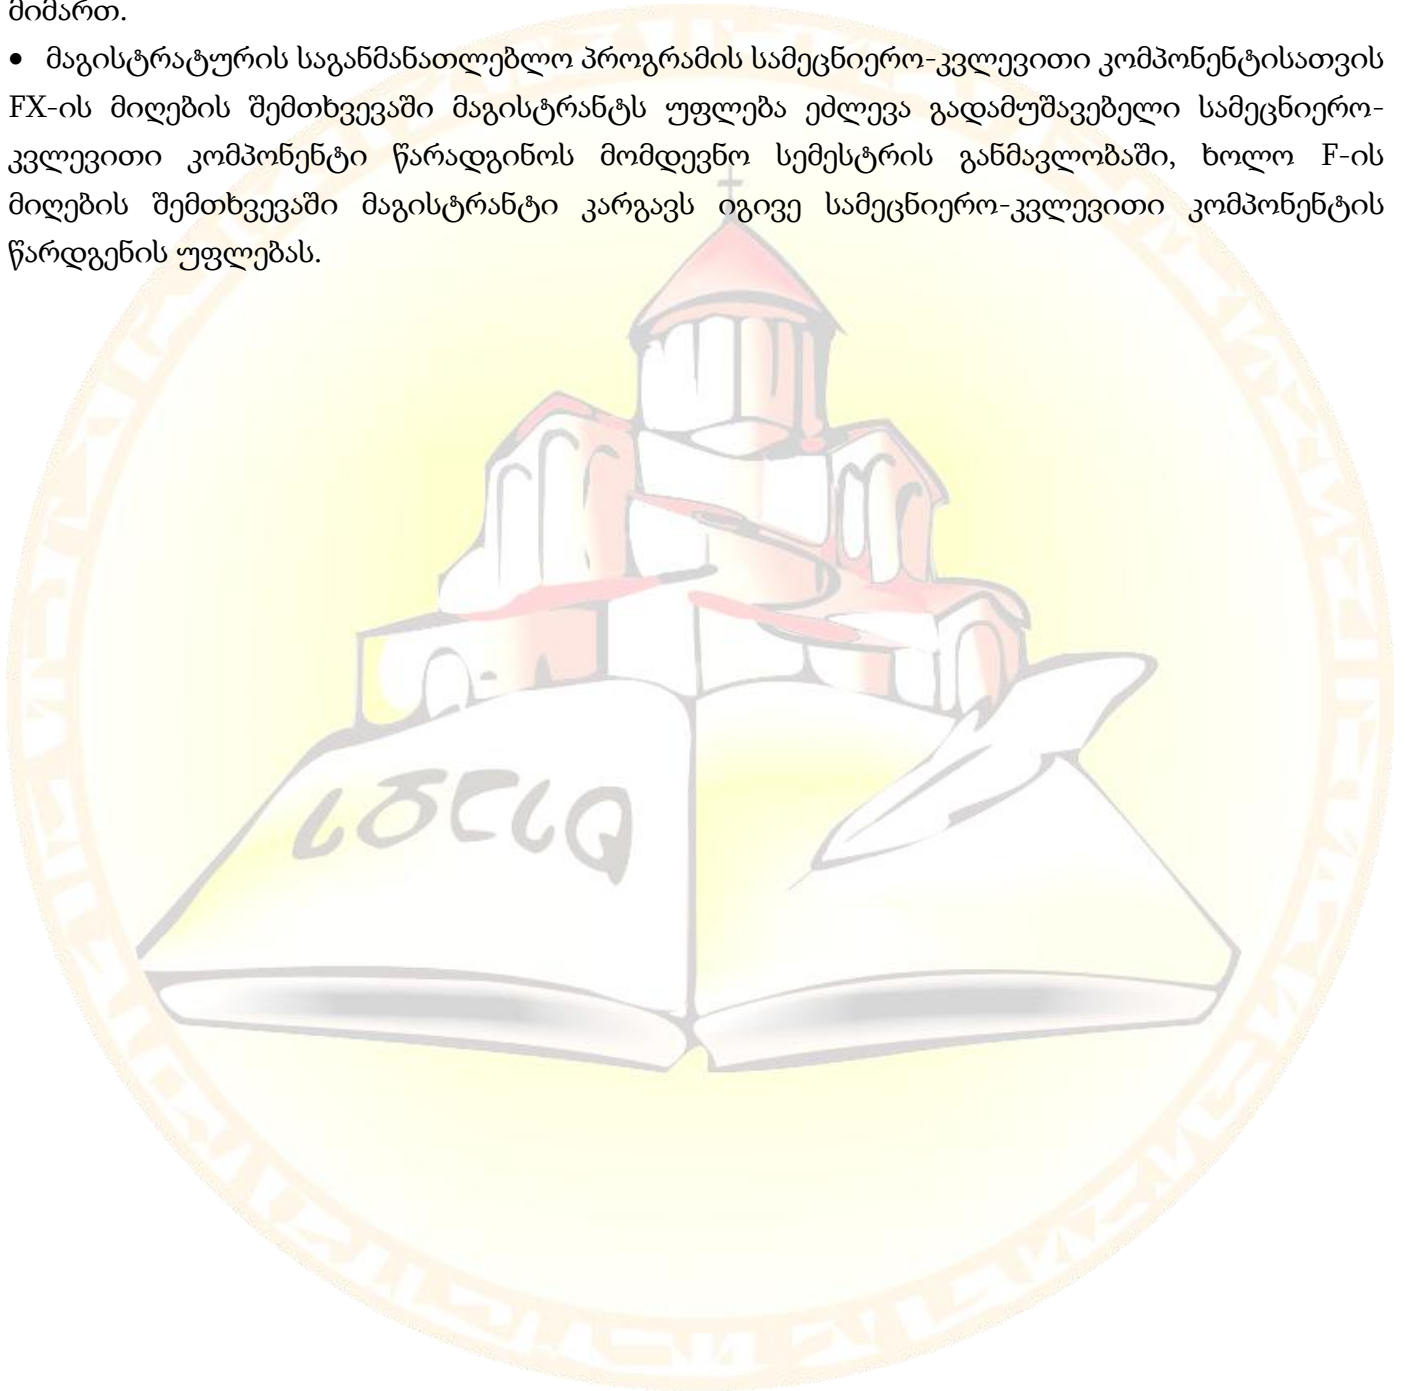 მიმართ.
• მაგისტრატურის საგანმანათლებლო პროგრამის სამეცნიერო-კვლევითი კომპონენტისათვის
FX-ის მიღების შემთხვევაში მაგისტრანტს უფლება ეძლევა გადამუშავებელი სამეცნიერო-
კვლევითი კომპონენტი წარადგინოს მომდევნო სემესტრის განმავლობაში, ხოლო F-ის
მიღების შემთხვევაში მაგისტრანტი კარგავს იგივე სამეცნიერო-კვლევითი კომპონენტის
წარდგენის უფლებას.